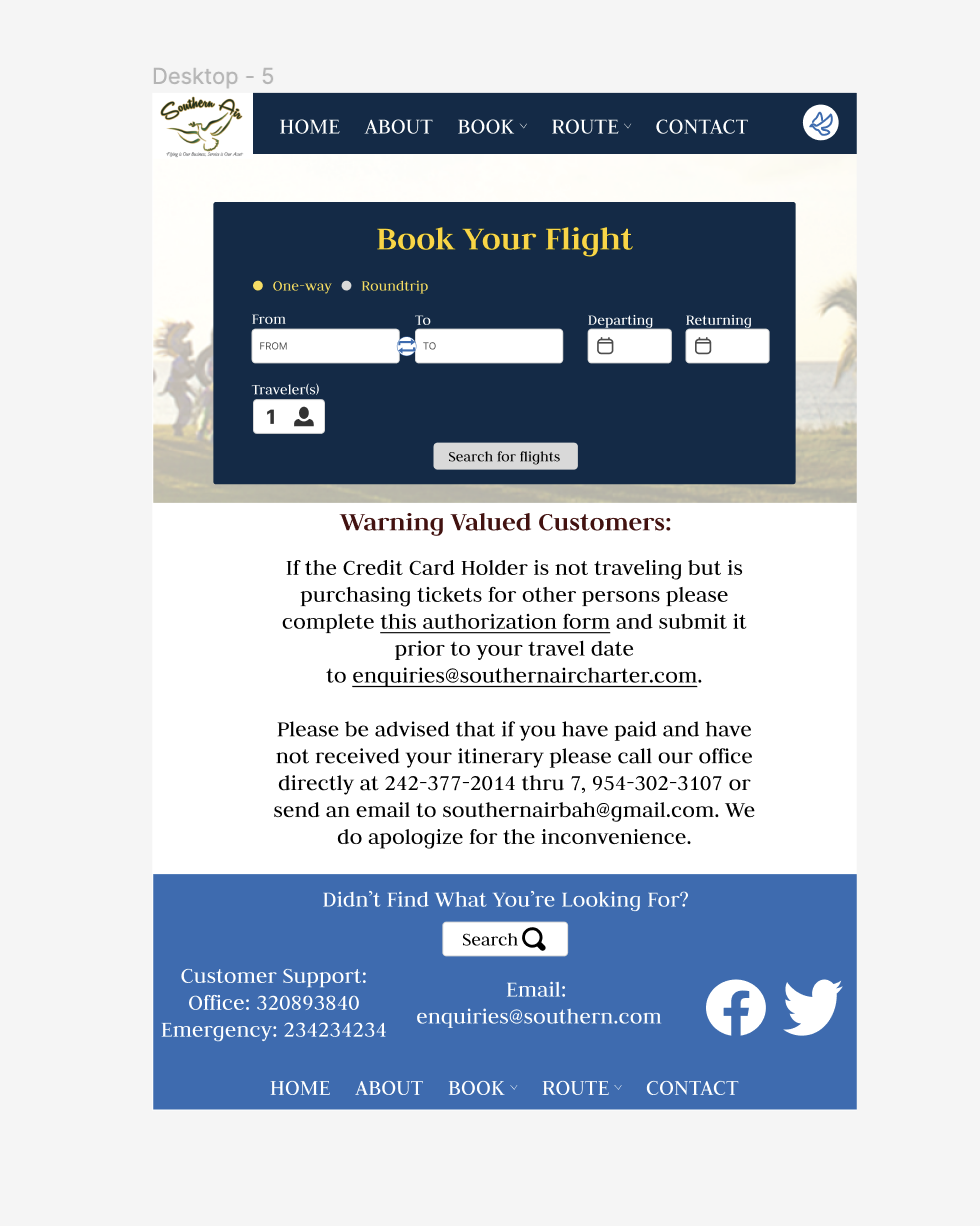 Desktop - 5
Southern Air
Flying is Our Business, Service is Our Asset
HOME ABOUT BOOK ROUTE CONTACT
Book Your Flight
One-way Roundtrip
From To Departing Returning
FROM TO
Traveler(s)
1
Search for flights
Warning Valued Customers:
If the Credit Card Holder is not traveling but is
purchasing tickets for other persons please
complete this authorization form and submit it
prior to your travel date
to enquiries@southernaircharter.com.
Please be advised that if you have paid and have
not received your itinerary please call our office
directly at 242-377-2014 thru 7, 954-302-3107 or
send an email to southernairbah@gmail.com. We
do apologize for the inconvenience.
Didn't Find What You're Looking For?
Search
Customer Support:
Office: 320893840
Emergency: 234234234
Email:
enquiries@southern.com
HOME ABOUT BOOK ROUTE CONTACT